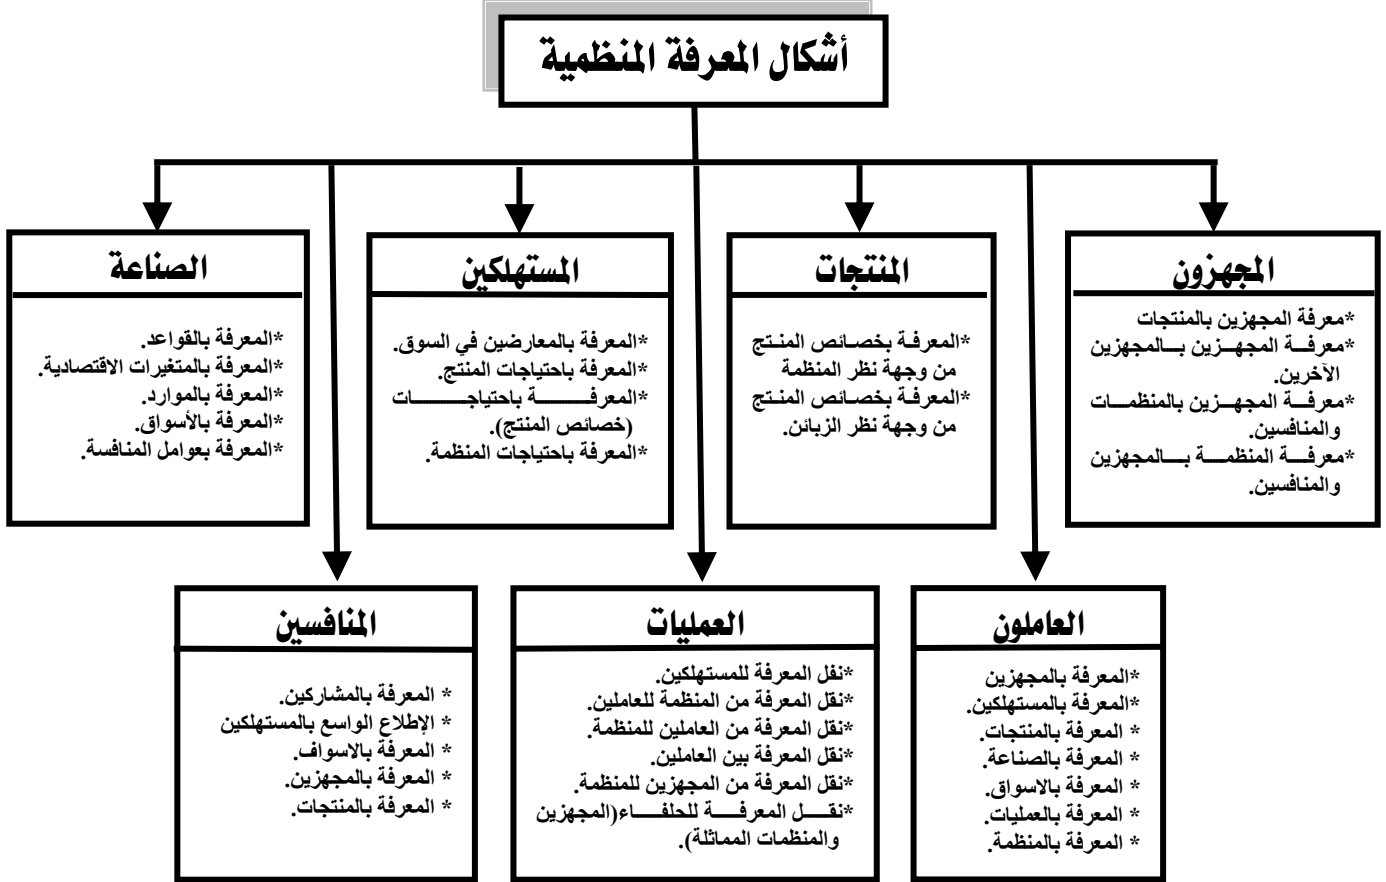 أشكال المعرفة المنظمية
المجهزون
*معرفة المجهزين بالمنتجات
*معرفة المجهزين بالمجهزين
الآخرين.
*معرفة المجهزين بالمنظمات
والمنافسين.
*معرفة المنظمة بالمجهزين
والمنافسين.
المنتجات
*المعرفة بخصائص المنتج
من وجهة نظر المنظمة
*المعرفة بخصائص المنتج
من وجهة نظر الزبائن.
المستهلكين
*المعرفة بالمعارضين في السوق.
*المعرفة باحتياجات المنتج.
*المعرفة باحتياجات
(خصائص المنتج).
*المعرفة باحتياجات المنظمة.
الصناعة
*المعرفة بالقواعد.
*المعرفة بالمتغيرات الاقتصادية.
*المعرفة بالموارد.
*المعرفة بالأسواق.
*المعرفة بعوامل المنافسة.
العاملون
*المعرفة بالمجهزين
*المعرفة بالمستهلكين.
* المعرفة بالمنتجات.
* المعرفة بالصناعة.
* المعرفة بالاسواق.
* المعرفة بالعمليات.
* المعرفة بالمنظمة.
العمليات
*نفل المعرفة للمستهلكين.
*نقل المعرفة من المنظمة للعاملين.
*نقل المعرفة من العاملين للمنظمة.
*نقل المعرفة بين العاملين.
*نقل المعرفة من المجهزين للمنظمة.
*نقل المعرفة للحلفاء(المجهزين
والمنظمات المماثلة).
المنافسين
* المعرفة بالمشاركين.
* الإطلاع الواسع بالمستهلكين
* المعرفة بالاسواف.
* المعرفة بالمجهزين.
* المعرفة بالمنتجات.